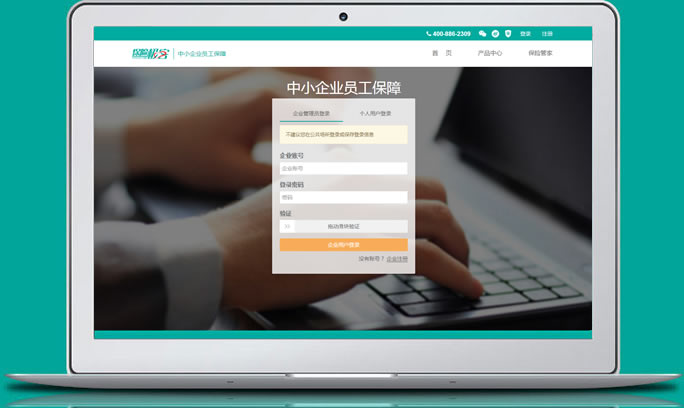 400-886-2309 登录 注册
保险极客 中小企业员工保障 首 页 产品中心 保险管家
中小企业员工保障
企业管理员登录 个人用户登录
不建议您在公共场所登录或保存登录信息
企业账号
企业账号
登录密码
密码
验证
拖动滑块验证
企业用户登录
没有账号？ 企业注册